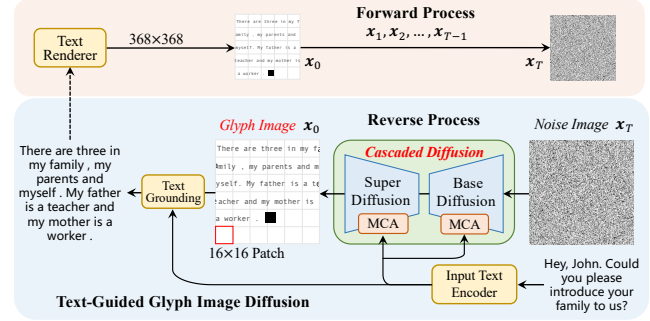 Forward Process
Text
Renderer
368×368
There are three in my f
amily , my parents and
myself. My father is a
teacher and my mother is
a worker .
x0
x1, x2, ..., xT−1
xT
Reverse Process
Glyph Image x0
Noise Image xT
Cascaded Diffusion
There are three in
my family , my
parents and
myself . My father
is a teacher and
my mother is a
worker .
Text
Grounding
There are three in my fa
amily , my parents and m
yself. My father is a te
eacher and my mother is
a worker .
Super
Diffusion
MCA
Base
Diffusion
MCA
16×16 Patch
Input Text
Encoder
Hey, John. Could
you please
introduce your
family to us?
Text-Guided Glyph Image Diffusion